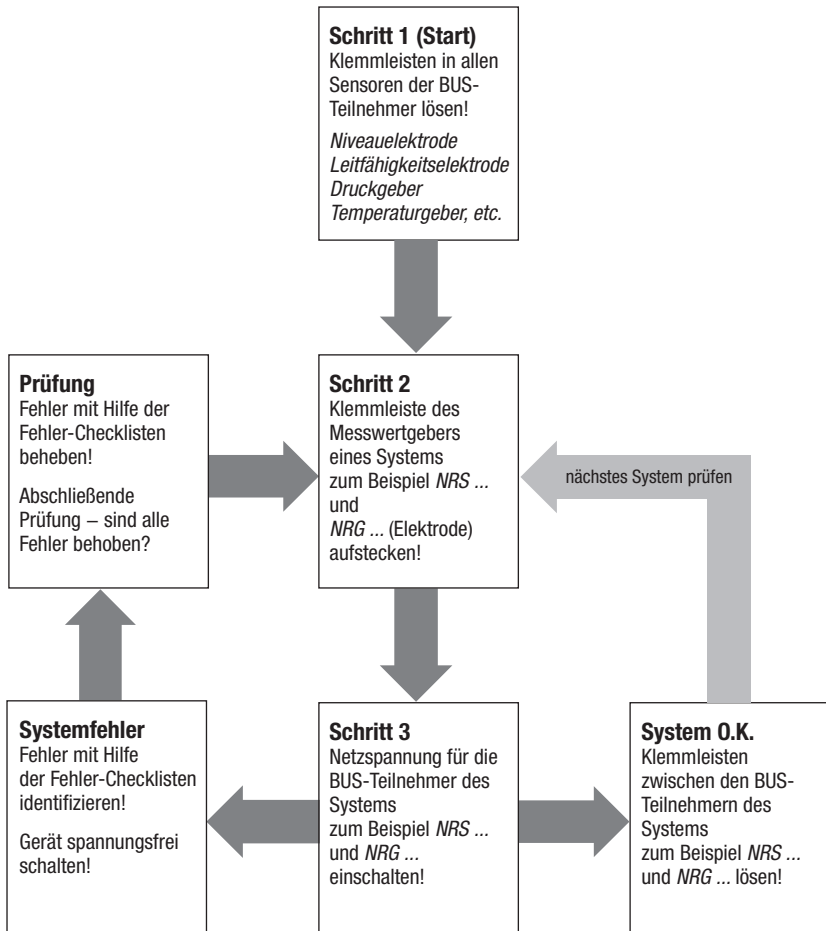 Schritt 1 (Start)
Klemmleisten in allen
Sensoren der BUS-
Teilnehmer lösen!
Niveauelektrode
Leitfähigkeitselektrode
Druckgeber
Temperaturgeber, etc.
Prüfung
Fehler mit Hilfe der
Fehler-Checklisten
beheben!
Abschließende
Prüfung – sind alle
Fehler behoben?
Schritt 2
Klemmleiste des
Messwertgebers
eines Systems
zum Beispiel NRS ...
und
NRG ... (Elektrode)
aufstecken!
nächstes System prüfen
Systemfehler
Fehler mit Hilfe
der Fehler-Checklisten
identifizieren!
Gerät spannungsfrei
schalten!
Schritt 3
Netzspannung für die
BUS-Teilnehmer des
Systems
zum Beispiel NRS ...
und NRG ...
einschalten!
System O.K.
Klemmleisten
zwischen den BUS-
Teilnehmern des
Systems
zum Beispiel NRS ...
und NRG ... lösen!